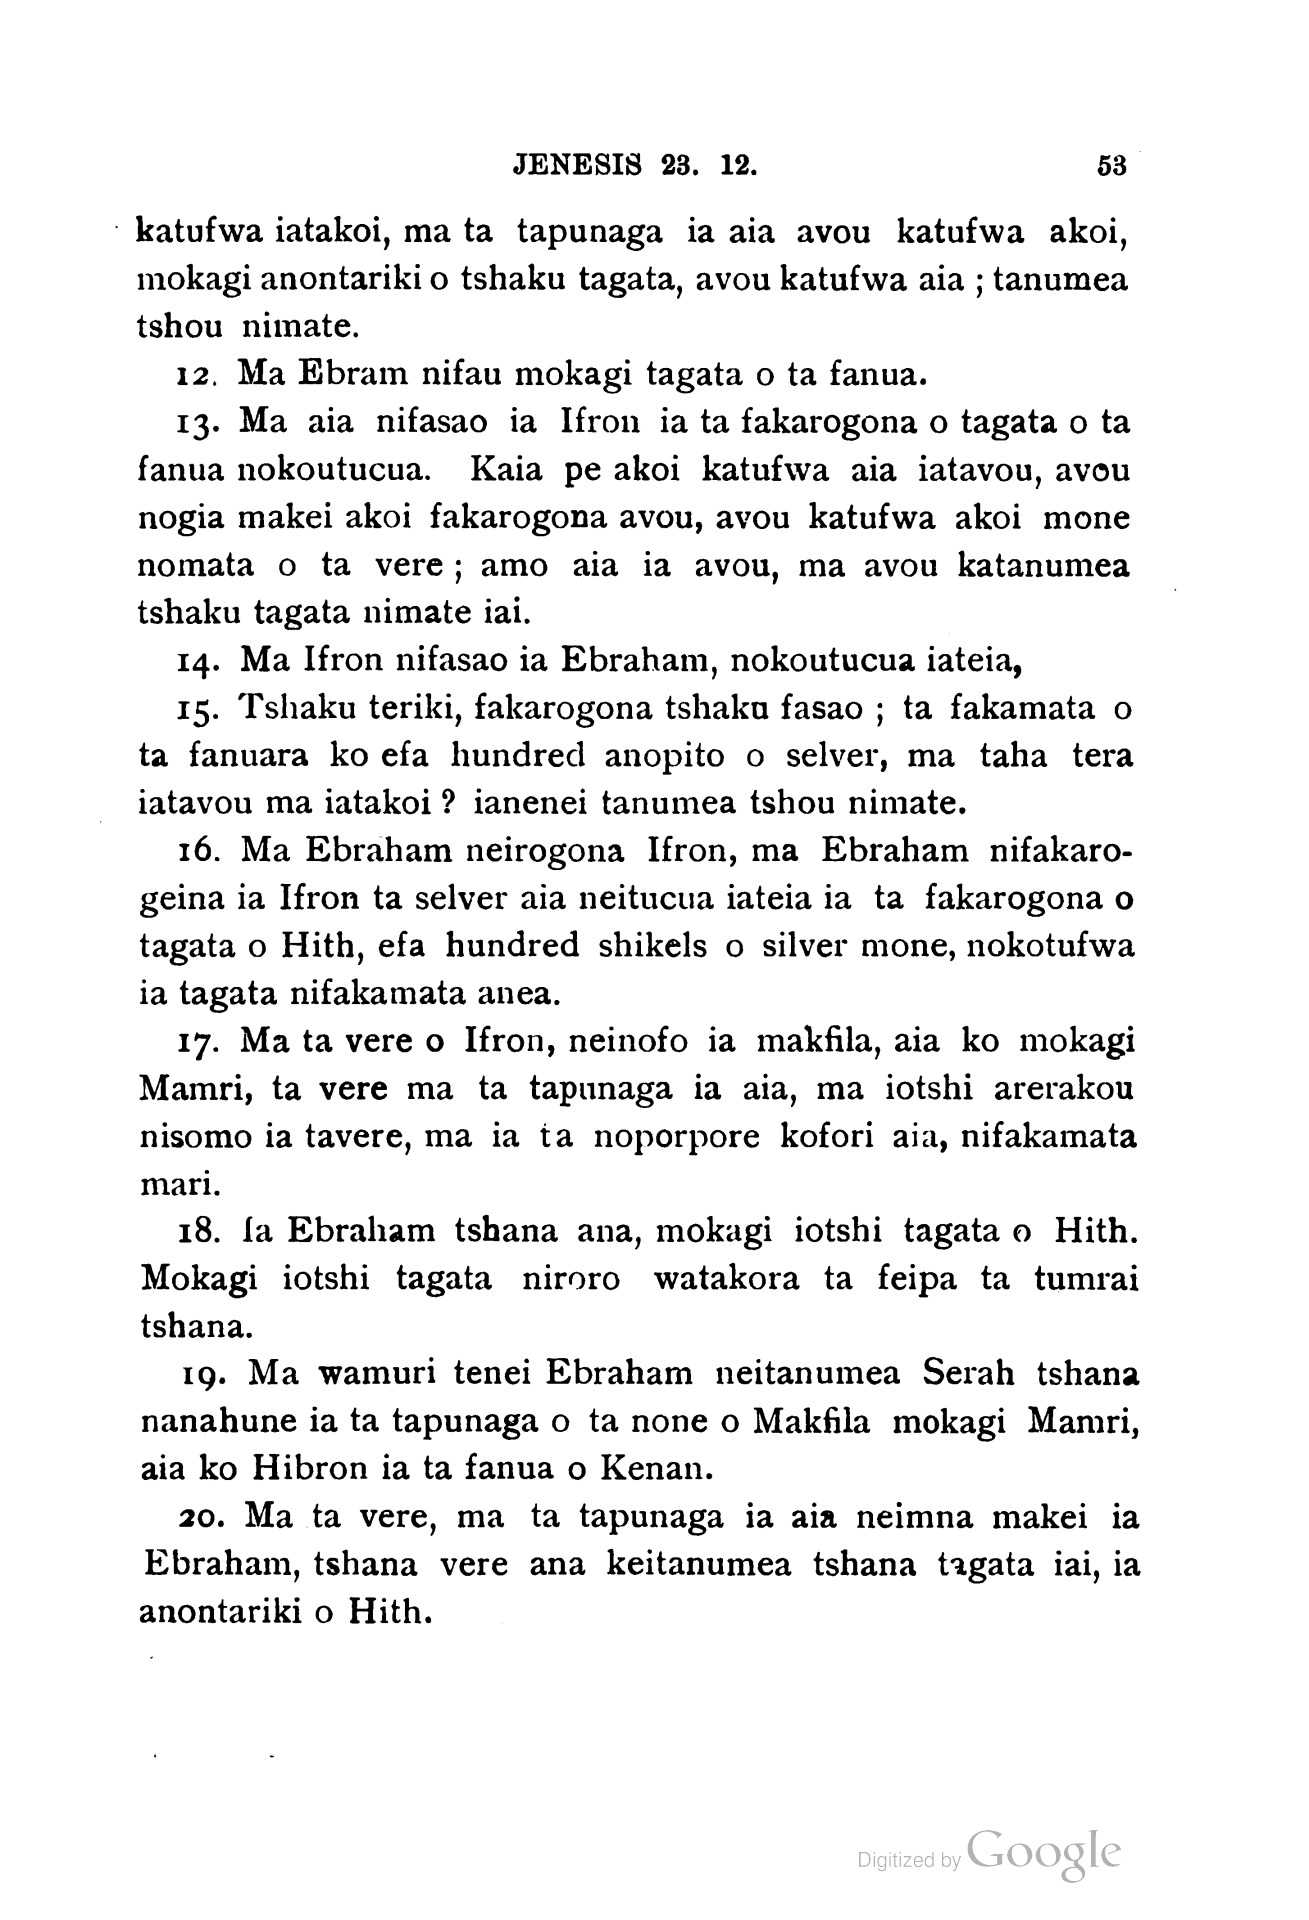 JENESIS 23. 12. 53
katufwa iatakoi, ma ta tapunaga ia aia avou katufwa akoi,
mokagi anontariki o tshaku tagata, avou katufwa aia ; tanumea
tshou nimate.
12. Ma Ebram nifau mokagi tagata o ta fanua.
13. Ma aia nifasao ia Ifron ia ta fakarogona o tagata o ta
fanua nokoutucua. Kaia pe akoi katufwa aia iatavou, avou
nogia makei akoi fakarogona avou, avou katufwa akoi mone
nomata o ta vere ; amo aia ia avou, ma avou katanumea
tshaku tagata nimate iai.
14. Ma Ifron nifasao ia Ebraham, nokoutucua iateia,
15. Tshaku teriki, fakarogona tshaku fasao ; ta fakamata o
ta fanuara ko efa hundred anopito o selver, ma taha tera
iatavou ma iatakoi ? ianenei tanumea tshou nimate.
16. Ma Ebraham neirogona Ifron, ma Ebraham nifakaro-
geina ia Ifron ta selver aia neitucua iateia ia ta fakarogona o
tagata o Hith, efa hundred shikels o silver mone, nokotufwa
ia tagata nifakamata anea.
17. Ma ta vere o Ifron, neinofo ia makfila, aia ko mokagi
Mamri, ta vere ma ta tapunaga ia aia, ma iotshi arerakou
nisomo ia tavere, ma ia ta noporpore kofori aia, nifakamata
mari.
18. Ia Ebraham tshana ana, mokagi iotshi tagata o Hith.
Mokagi iotshi tagata niroro watakora ta feipa ta tumrai
tshana.
19. Ma wamuri tenei Ebraham neitanumea Serah tshana
nanahune ia ta tapunaga o ta none o Makfila mokagi Mamri,
aia ko Hibron ia ta fanua o Kenan.
20. Ma ta vere, ma ta tapunaga ia aia neimna makei ia
Ebraham, tshana vere ana keitanumea tshana tagata iai, ia
anontariki o Hith.
Digitized by Google